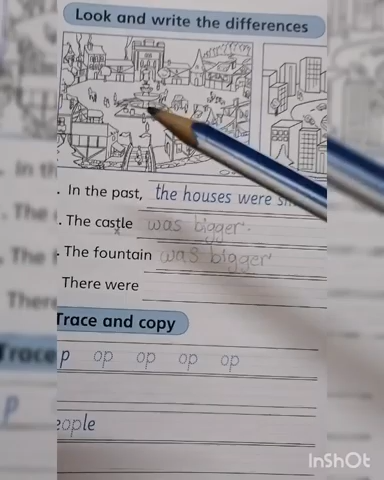 Look and write the differences
. In the past, the houses were
. The castle was bigger.
. The fountain was bigger
There were
Trace and copy
p op op op op
eople
InShOt